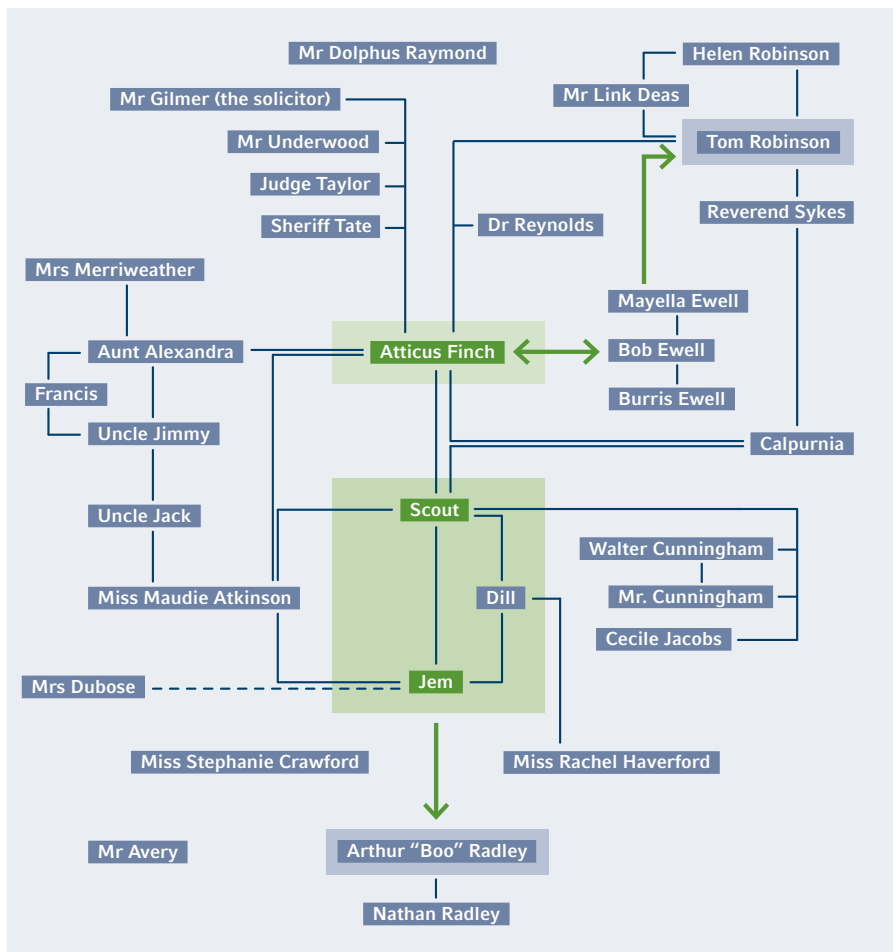 Mr Dolphus Raymond
Helen Robinson
Mr Gilmer (the solicitor)
Mr Link Deas
Mr Underwood
Tom Robinson
Judge Taylor
Reverend Sykes
Sheriff Tate
Dr Reynolds
Mrs Merriweather
Mayella Ewell
Aunt Alexandra
Atticus Finch
Bob Ewell
Francis
Burris Ewell
Uncle Jimmy
Calpurnia
Uncle Jack
Scout
Walter Cunningham
Miss Maudie Atkinson
Dill
Mr. Cunningham
Cecile Jacobs
Mrs Dubose
Jem
Miss Stephanie Crawford
Miss Rachel Haverford
Mr Avery
Arthur “Boo” Radley
Nathan Radley